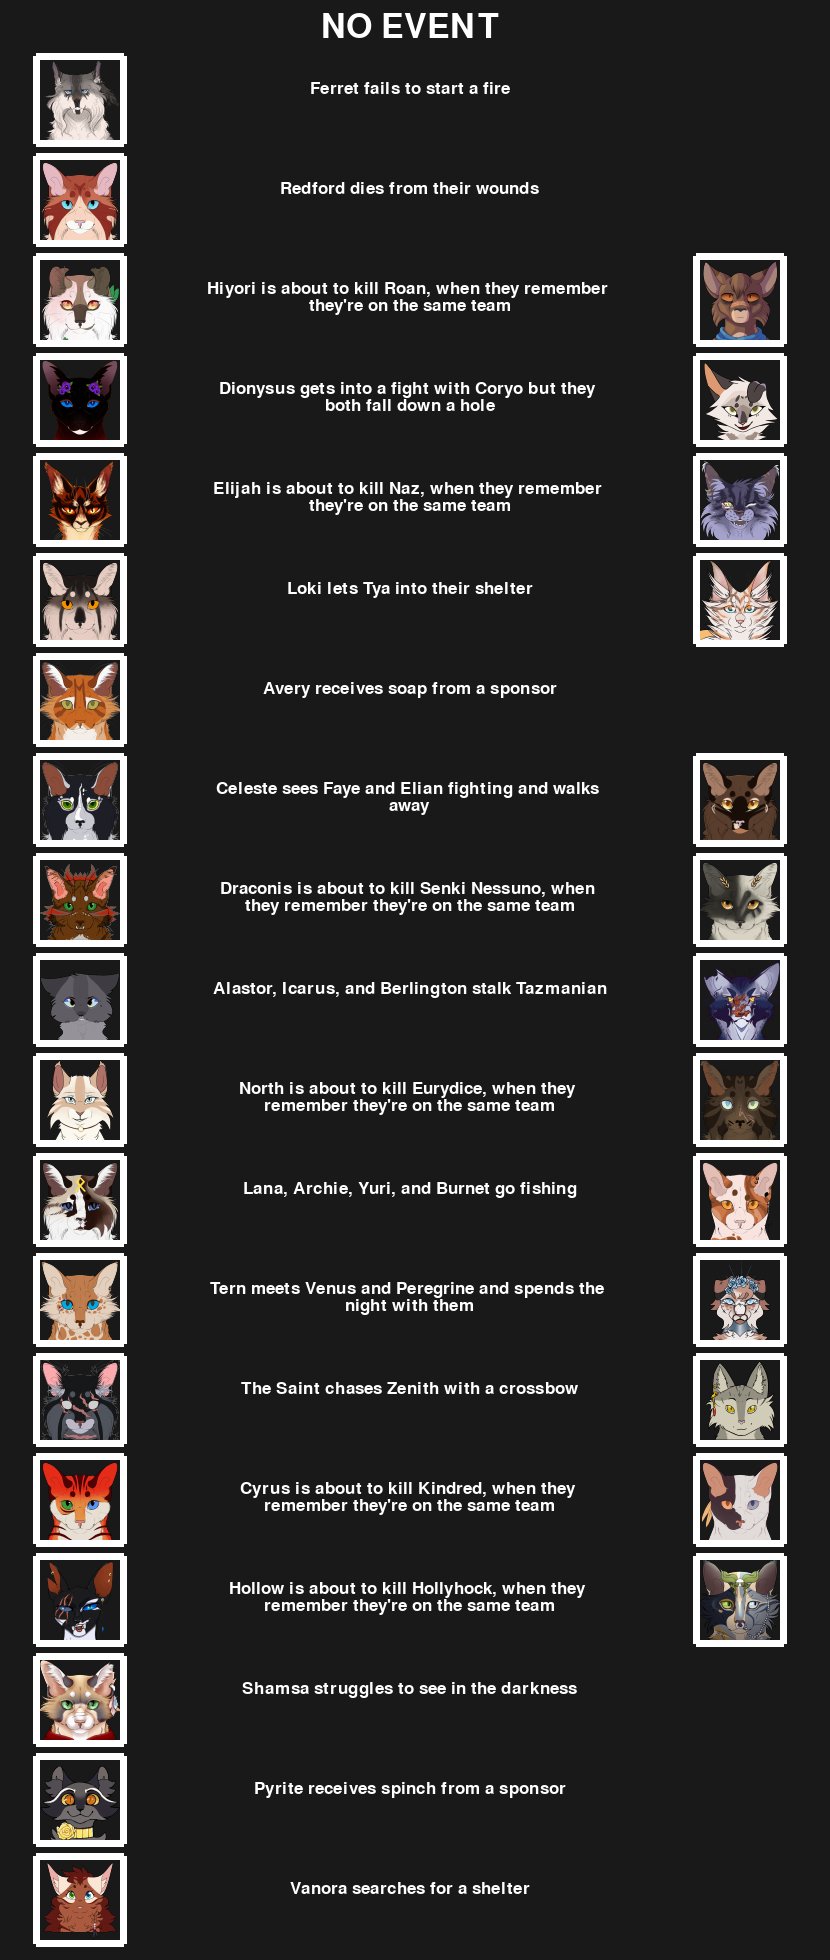 NO EVENT
Ferret fails to start a fire
Redford dies from their wounds
Hiyori is about to kill Roan, when they remember
they're on the same team
Dionysus gets into a fight with Coryo but they
both fall down a hole
Elijah is about to kill Naz, when they remember
they're on the same team
Loki lets Tya into their shelter
Avery receives soap from a sponsor
Celeste sees Faye and Elian fighting and walks
away
Draconis is about to kill Senki Nessuno, when
they remember they're on the same team
Alastor, Icarus, and Berlington stalk Tazmanian
North is about to kill Eurydice, when they
remember they're on the same team
Lana, Archie, Yuri, and Burnet go fishing
Tern meets Venus and Peregrine and spends the
night with them
The Saint chases Zenith with a crossbow
Cyrus is about to kill Kindred, when they
remember they're on the same team
Hollow is about to kill Hollyhock, when they
remember they're on the same team
Shamsa struggles to see in the darkness
Pyrite receives spinch from a sponsor
Vanora searches for a shelter